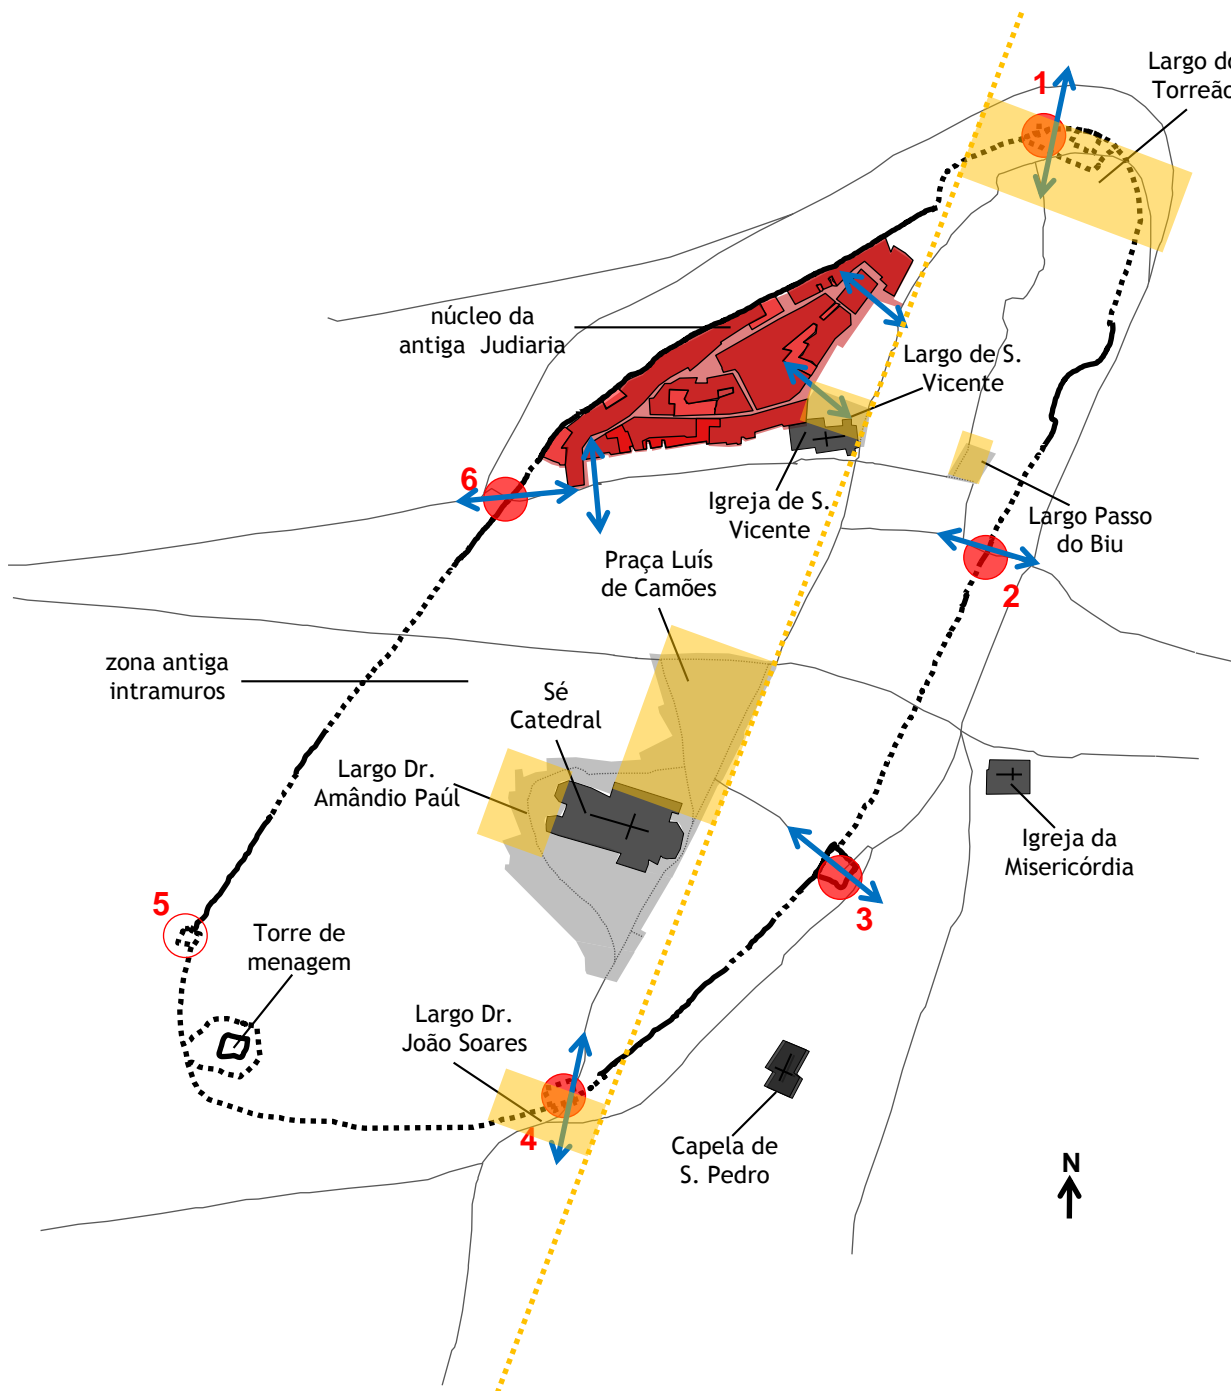 1
Largo do
Torreão
núcleo da
antiga Judiaria
Largo de S.
Vicente
6
Igreja de S.
Vicente
Largo Passo
do Biu
2
Praça Luís
de Camões
zona antiga
intramuros
Sé
Catedral
Largo Dr.
Amândio Paúl
Igreja da
Misericórdia
5
3
Torre de
menagem
Largo Dr.
João Soares
4
Capela de
S. Pedro
N